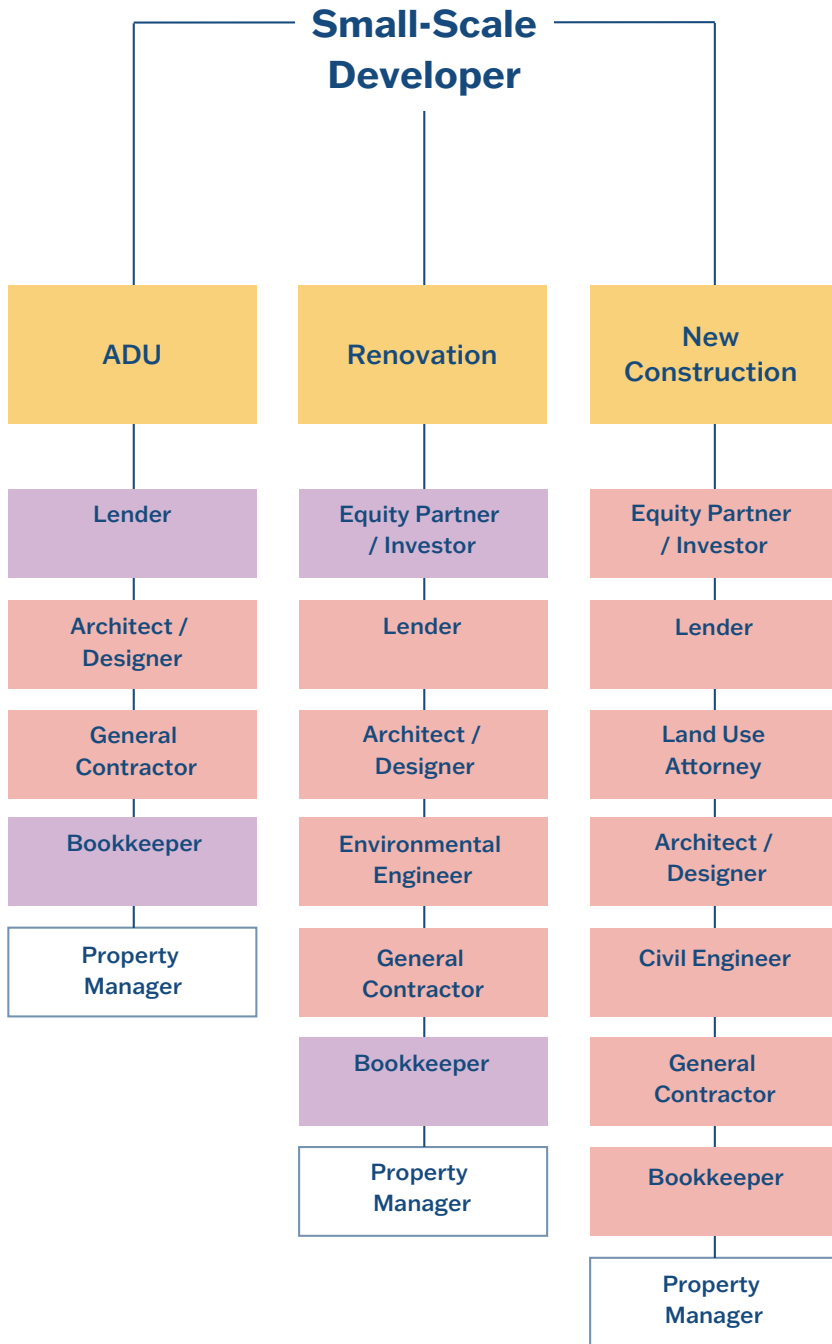 Small-Scale
Developer
ADU
Lender
Architect /
Designer
General
Contractor
Bookkeeper
Property
Manager
Renovation
Equity Partner
/ Investor
Lender
Architect /
Designer
Environmental
Engineer
General
Contractor
Bookkeeper
Property
Manager
New
Construction
Equity Partner
/ Investor
Lender
Land Use
Attorney
Architect /
Designer
Civil Engineer
General
Contractor
Bookkeeper
Property
Manager